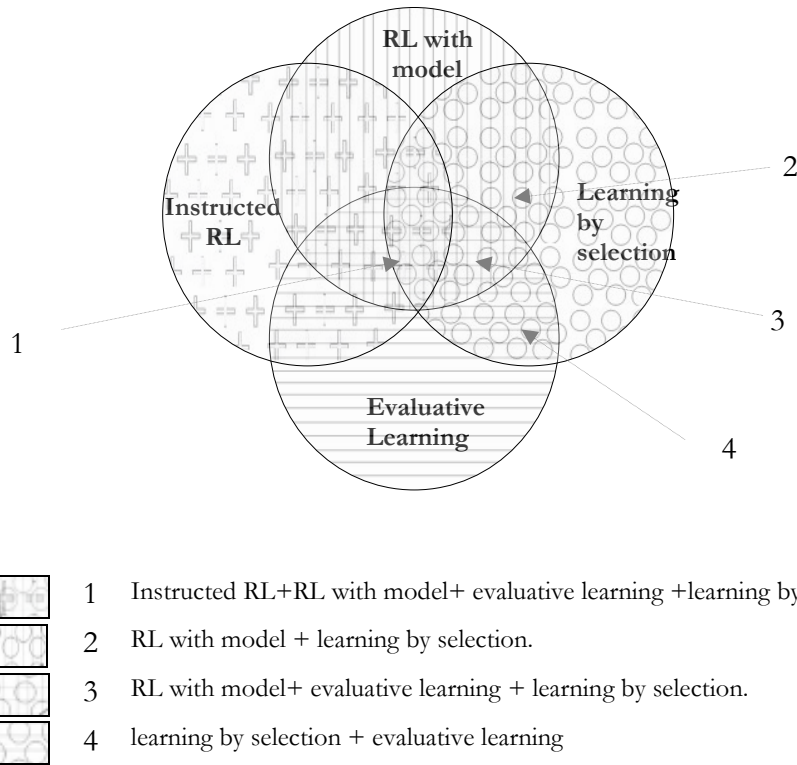 RL with
model
Instructed
RL
Learning
by
selection
Evaluative
Learning
2
1
3
4
1 Instructed RL+RL with model+ evaluative learning +learning by
2 RL with model + learning by selection.
3 RL with model+ evaluative learning + learning by selection.
4 learning by selection + evaluative learning